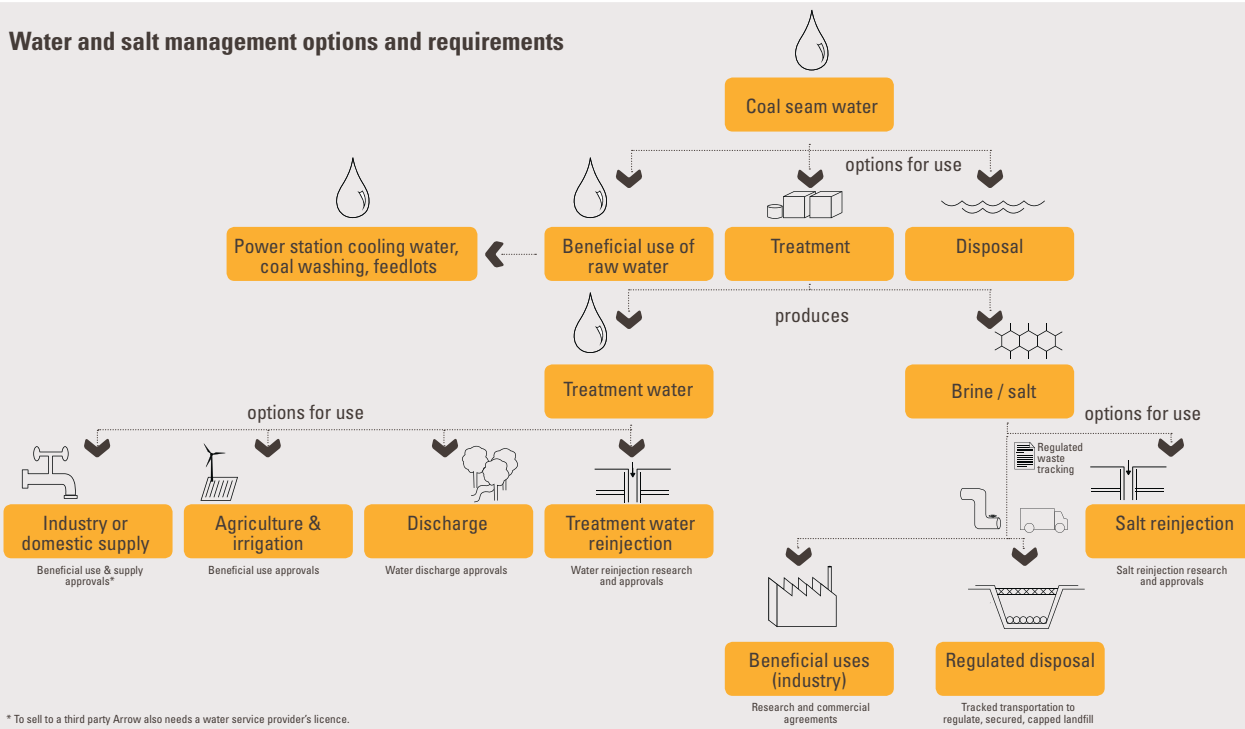 Water and salt management options and requirements
Coal seam water
options for use
Power station cooling water,
coal washing, feedlots
Beneficial use of
raw water
Treatment
Disposal
produces
Treatment water
Brine / salt
options for use
options for use
Regulated
waste
tracking
Industry or
domestic supply
Beneficial use & supply
approvals*
Agriculture &
irrigation
Beneficial use approvals
Discharge
Water discharge approvals
Treatment water
reinjection
Water reinjection research
and approvals
Salt reinjection
Salt reinjection research
and approvals
Beneficial uses
(industry)
Research and commercial
agreements
Regulated disposal
Tracked transportation to
regulate, secured, capped landfill
* To sell to a third party Arrow also needs a water service provider's licence.